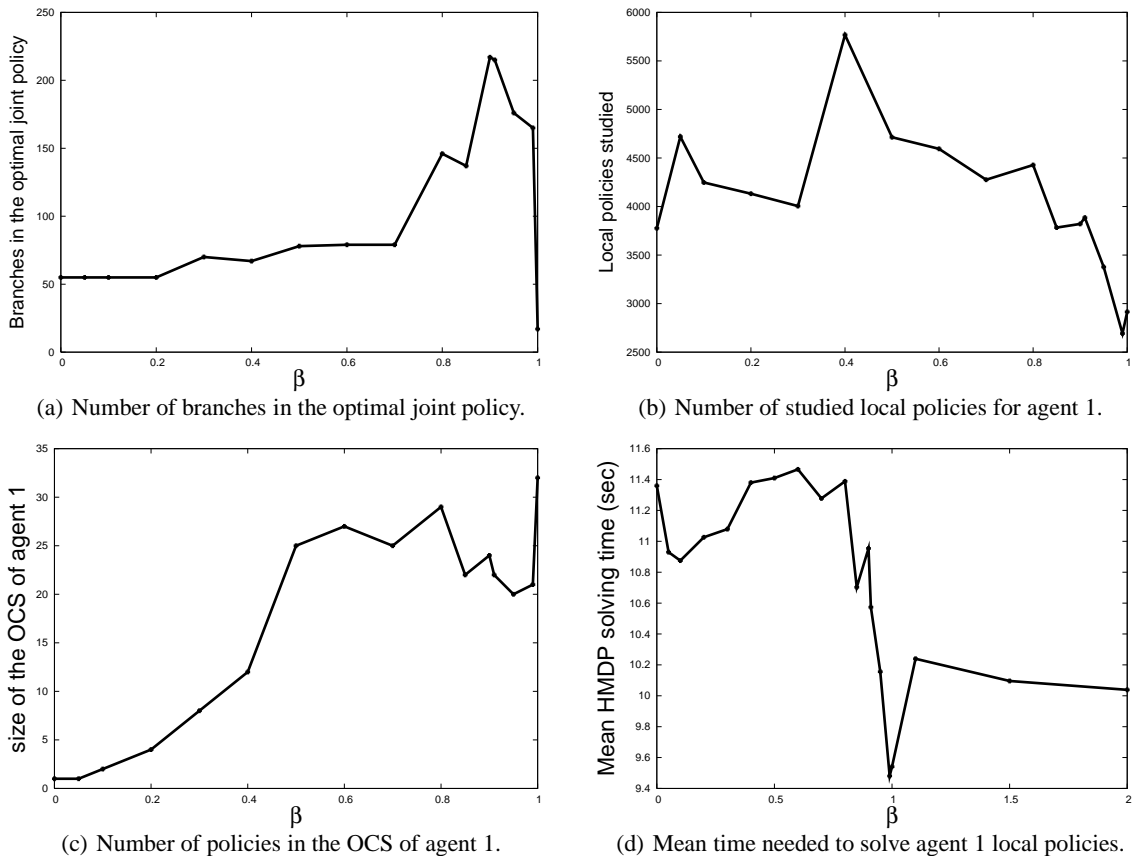 250
200
150
100
50
0
0 0.2 0.4 0.6 0.8 1
Branches in the optimal joint policy
β
(a) Number of branches in the optimal joint policy.
6000
5500
5000
4500
4000
3500
3000
2500
0 0.2 0.4 0.6 0.8 1
Local policies studied
β
(b) Number of studied local policies for agent 1.
35
30
25
20
15
10
5
0
0 0.2 0.4 0.6 0.8 1
size of the OCS of agent 1
β
(c) Number of policies in the OCS of agent 1.
11.6
11.4
11.2
11
10.8
10.6
10.4
10.2
10
9.8
9.6
9.4
0 0.5 1 1.5 2
Mean HMDP solving time (sec)
β
(d) Mean time needed to solve agent 1 local policies.